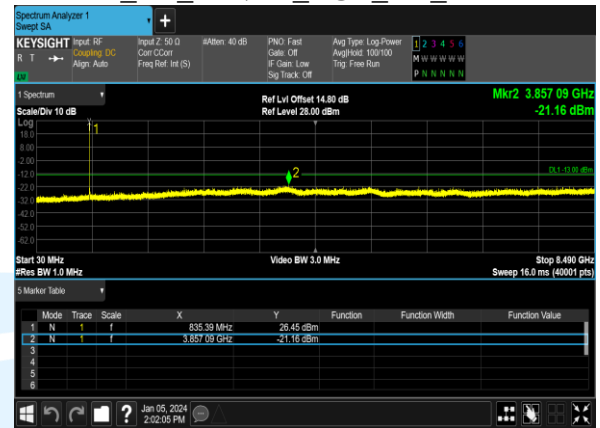 Spectrum Analyzer 1
Swept SA
KEYSIGHT Input: RF Input Z: 50 Ω #Atten: 40 dB PNO: Fast Avg Type: Log-Power 1 2 3 4 5 6
R T Coupling: DC Corr CCorr Gate: Off Avg|Hold: 100/100 M W W W W W
Align: Auto Freq Ref: Int (S) IF Gain: Low Trig: Free Run
Sig Track: Off P N N N N N
1 Spectrum
Scale/Div 10 dB
Ref Lvl Offset 14.80 dB
Ref Level 28.00 dBm
Mkr2 3.857 09 GHz
-21.16 dBm
Log
1
18.0
8.00
-2.00
-12.0
2
DL1 -13.00 dBm
-22.0
-32.0
-42.0
-52.0
-62.0
Start 30 MHz Video BW 3.0 MHz Stop 8.490 GHz
#Res BW 1.0 MHz Sweep 16.0 ms (40001 pts)
5 Marker Table
Mode Trace Scale X Y Function Function Width Function Value
1 N 1 f 835.39 MHz 26.45 dBm
2 N 1 f 3.857 09 GHz -21.16 dBm
3
4
5
6
? Jan 05, 2024
2:02:05 PM